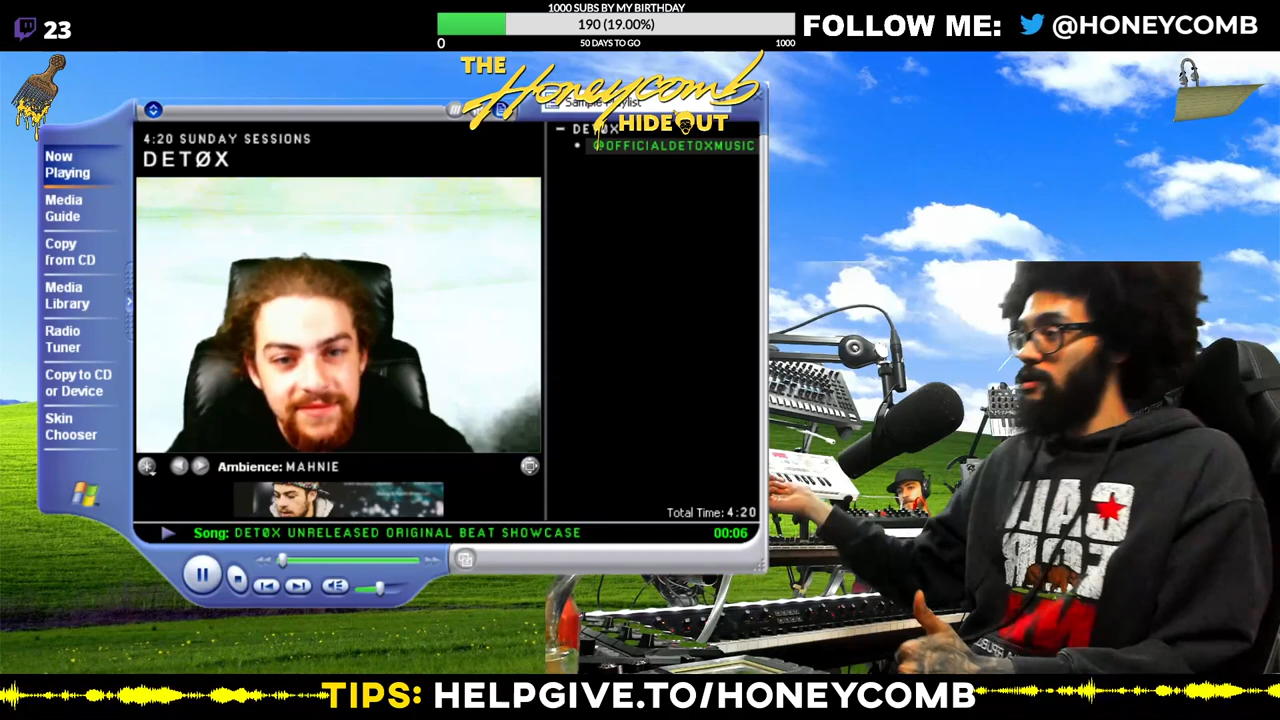 23
1000 SUBS BY MY BIRTHDAY
190 (19.00%)
0
50 DAYS TO GO
1000
FOLLOW ME: @HONEYCOMB
THE
Honeycomb
HIDEOUT
4:20 SUNDAY SESSIONS
DETØX
DETØX
@OFFICIALDETOXMUSIC
Now
Playing
Media
Guide
Copy
from CD
Media
Library
Radio
Tuner
Copy to CD
or Device
Skin
Chooser
Ambience: MAHNIE
Total Time: 4:20
Song: DETØX UNRELEASED ORIGINAL BEAT SHOWCASE
00:06
TIPS: HELPGIVE.TO/HONEYCOMB